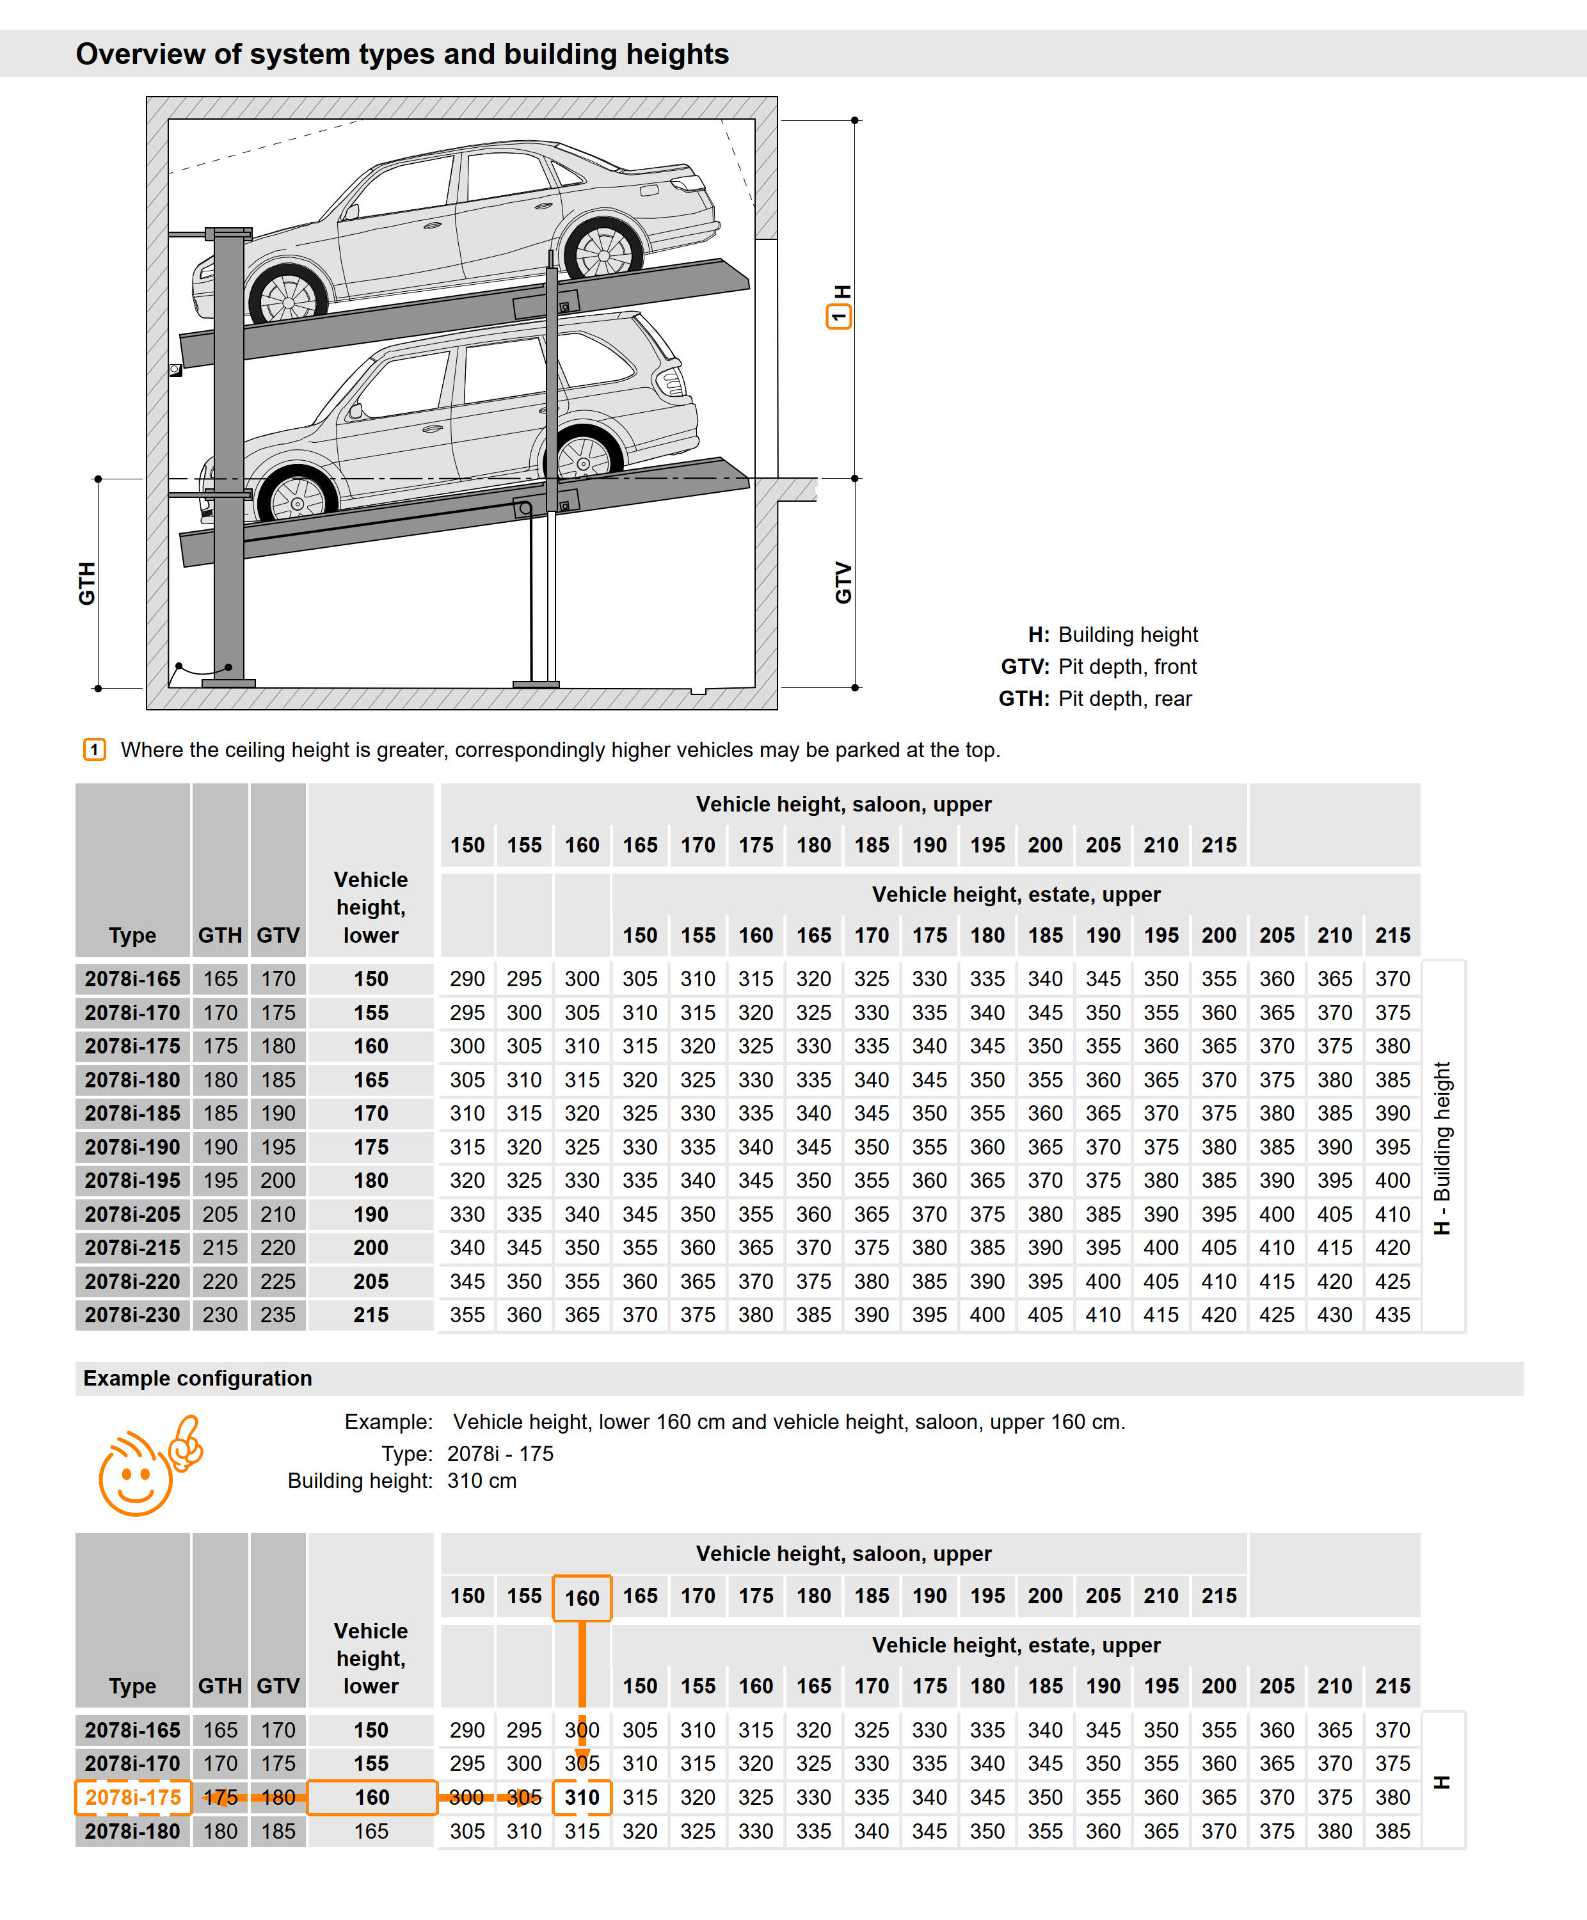 Overview of system types and building heights
1 H
GTH
GTV
H: Building height
GTV: Pit depth, front
GTH: Pit depth, rear
1 Where the ceiling height is greater, correspondingly higher vehicles may be parked at the top.
Vehicle height, saloon, upper
150 155 160 165 170 175 180 185 190 195 200 205 210 215
Vehicle height, estate, upper
Type GTH GTV Vehicle height, lower 150 155 160 165 170 175 180 185 190 195 200 205 210 215
2078i-165 165 170 150 290 295 300 305 310 315 320 325 330 335 340 345 350 355 360 365 370
2078i-170 170 175 155 295 300 305 310 315 320 325 330 335 340 345 350 355 360 365 370 375
2078i-175 175 180 160 300 305 310 315 320 325 330 335 340 345 350 355 360 365 370 375 380
2078i-180 180 185 165 305 310 315 320 325 330 335 340 345 350 355 360 365 370 375 380 385
2078i-185 185 190 170 310 315 320 325 330 335 340 345 350 355 360 365 370 375 380 385 390
2078i-190 190 195 175 315 320 325 330 335 340 345 350 355 360 365 370 375 380 385 390 395
2078i-195 195 200 180 320 325 330 335 340 345 350 355 360 365 370 375 380 385 390 395 400
2078i-205 205 210 190 330 335 340 345 350 355 360 365 370 375 380 385 390 395 400 405 410
2078i-215 215 220 200 340 345 350 355 360 365 370 375 380 385 390 395 400 405 410 415 420
2078i-220 220 225 205 345 350 355 360 365 370 375 380 385 390 395 400 405 410 415 420 425
2078i-230 230 235 215 355 360 365 370 375 380 385 390 395 400 405 410 415 420 425 430 435
H - Building height
Example configuration
Example: Vehicle height, lower 160 cm and vehicle height, saloon, upper 160 cm.
Type: 2078i - 175
Building height: 310 cm
Vehicle height, saloon, upper
150 155 160 165 170 175 180 185 190 195 200 205 210 215
Vehicle height, estate, upper
Type GTH GTV Vehicle height, lower 150 155 160 165 170 175 180 185 190 195 200 205 210 215
2078i-165 165 170 150 290 295 300 305 310 315 320 325 330 335 340 345 350 355 360 365 370
2078i-170 170 175 155 295 300 305 310 315 320 325 330 335 340 345 350 355 360 365 370 375
2078i-175 175 180 160 300 305 310 315 320 325 330 335 340 345 350 355 360 365 370 375 380
2078i-180 180 185 165 305 310 315 320 325 330 335 340 345 350 355 360 365 370 375 380 385
H